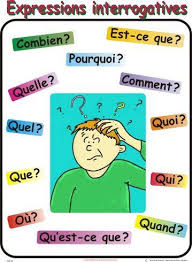 Expressions interrogatives
Combien?
Est-ce que?
Pourquoi?
Quelle?
Comment?
Quel?
Quoi?
Que?
Qui?
Où?
Quand?
Qu'est-ce que?